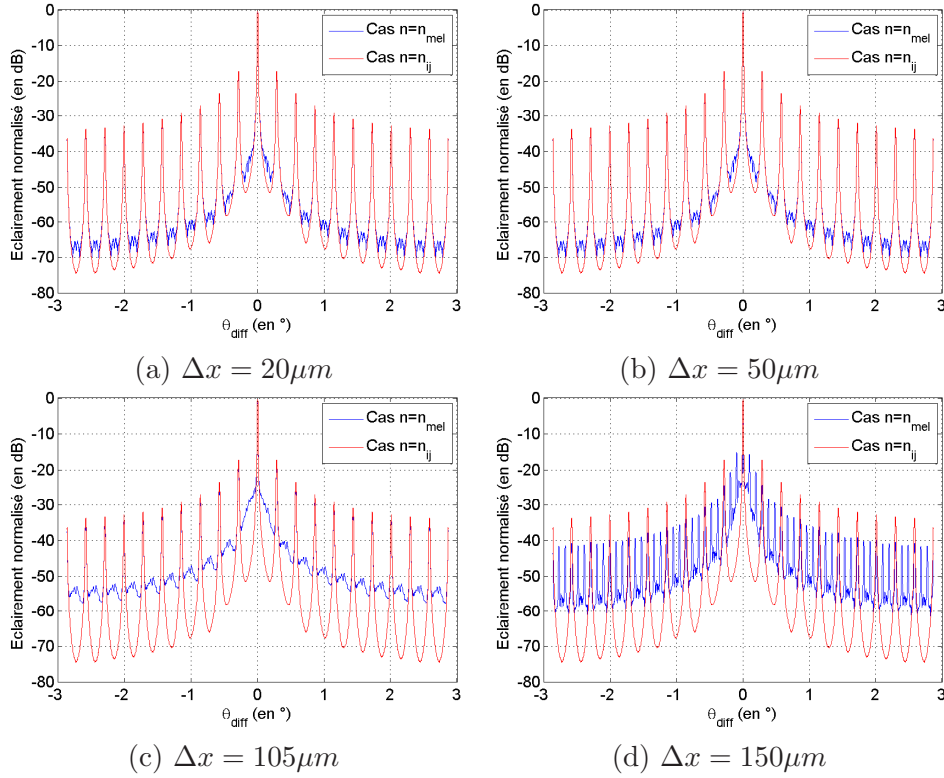 Eclairement normalisé (en dB)
0
-10
-20
-30
-40
-50
-60
-70
-80
Cas n=n_mel
Cas n=n_ij
-3 -2 -1 0 1 2 3
θ_diff (en °)
(a) Δx = 20μm
Eclairement normalisé (en dB)
0
-10
-20
-30
-40
-50
-60
-70
-80
Cas n=n_mel
Cas n=n_ij
-3 -2 -1 0 1 2 3
θ_diff (en °)
(b) Δx = 50μm
Eclairement normalisé (en dB)
0
-10
-20
-30
-40
-50
-60
-70
-80
Cas n=n_mel
Cas n=n_ij
-3 -2 -1 0 1 2 3
θ_diff (en °)
(c) Δx = 105μm
Eclairement normalisé (en dB)
0
-10
-20
-30
-40
-50
-60
-70
-80
Cas n=n_mel
Cas n=n_ij
-3 -2 -1 0 1 2 3
θ_diff (en °)
(d) Δx = 150μm